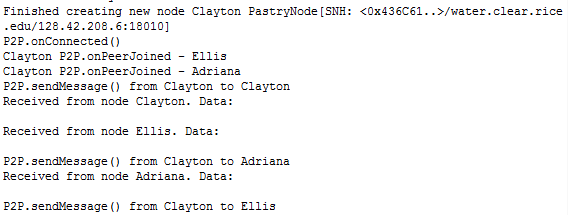 Finished creating new node Clayton PastryNode[SNH: <0x436C61..>/water.clear.rice
.edu/128.42.208.6:18010]
P2P.onConnected()
Clayton P2P.onPeerJoined - Ellis
Clayton P2P.onPeerJoined - Adriana
P2P.sendMessage() from Clayton to Clayton
Received from node Clayton. Data:
Received from node Ellis. Data:
P2P.sendMessage() from Clayton to Adriana
Received from node Adriana. Data:
P2P.sendMessage() from Clayton to Ellis